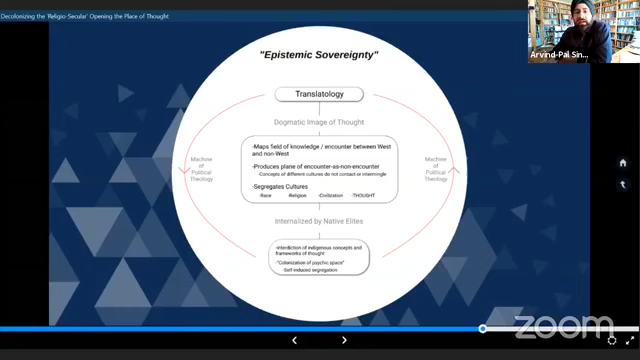 Decolonizing the 'Religio-Secular' Opening the Place of Thought
Arvind-Pal Sin...
"Epistemic Sovereignty"
Translatology
Dogmatic Image of Thought
-Maps field of knowledge / encounter between West
and non-West
-Produces plane of encounter-as-non-encounter
-Concepts of different cultures do not contact or intermingle
-Segregates Cultures
-Race -Religion -Civilization -THOUGHT
Machine
of
Political
Theology
Machine
of
Political
Theology
Internalized by Native Elites
-Interdiction of indigenous concepts and
frameworks of thought
-"Colonization of psychic space"
-Self-induced segregation
zoom